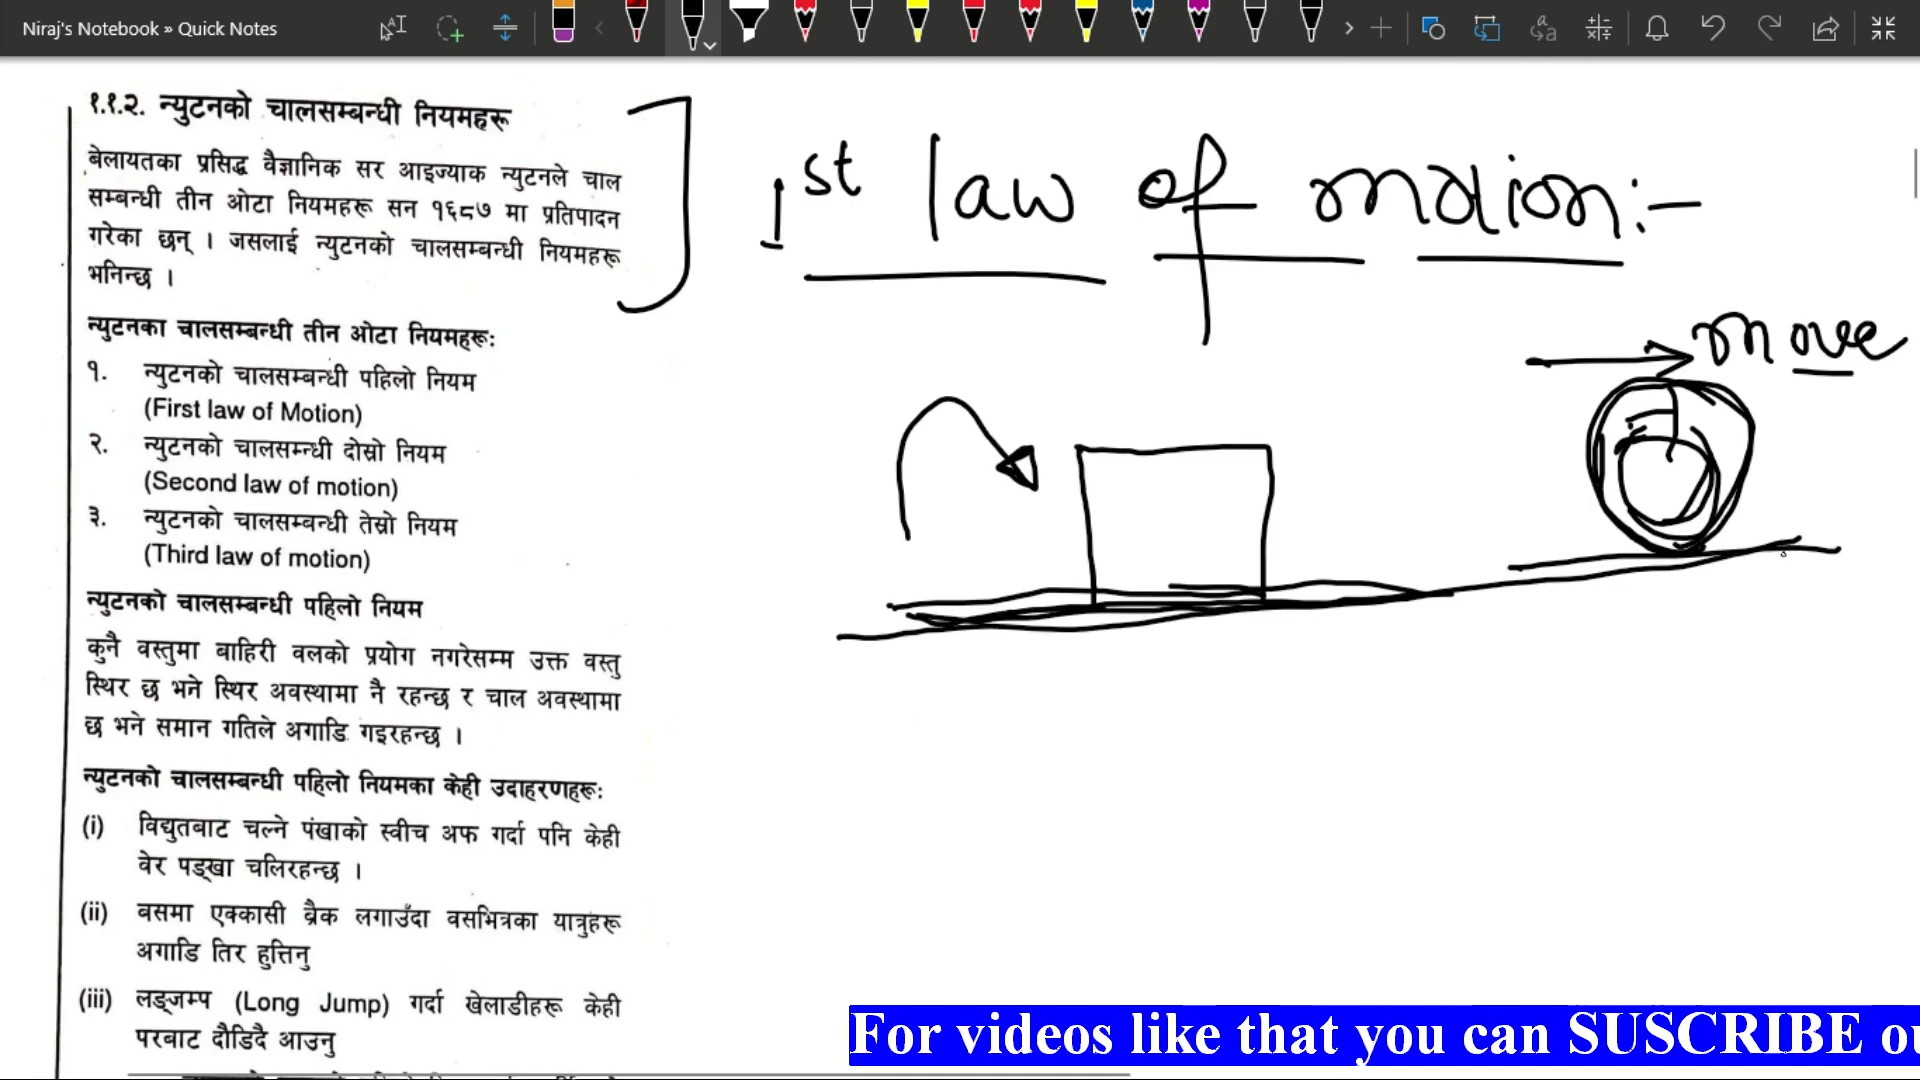 Niraj's Notebook » Quick Notes
१.१.२. न्युटनको चालसम्बन्धी नियमहरू
बेलायतका प्रसिद्ध वैज्ञानिक सर आइज्याक न्युटनले चाल
सम्बन्धी तीन ओटा नियमहरू सन १६८७ मा प्रतिपादन
गरेका छन् । जसलाई न्युटनको चालसम्बन्धी नियमहरू
भनिन्छ ।
न्युटनका चालसम्बन्धी तीन ओटा नियमहरू:
१. न्युटनको चालसम्बन्धी पहिलो नियम
(First law of Motion)
२. न्युटनको चालसम्न्धी दोस्रो नियम
(Second law of motion)
३. न्युटनको चालसम्बन्धी तेस्रो नियम
(Third law of motion)
न्युटनको चालसम्बन्धी पहिलो नियम
कुनै वस्तुमा बाहिरी वलको प्रयोग नगरेसम्म उक्त वस्तु
स्थिर छ भने स्थिर अवस्थामा नै रहन्छ र चाल अवस्थामा
छ भने समान गतिले अगाडि गइरहन्छ ।
न्युटनको चालसम्बन्धी पहिलो नियमका केही उदाहरणहरू:
(i) विद्युतबाट चल्ने पंखाको स्वीच अफ गर्दा पनि केही
वेर पङ्खा चलिरहन्छ ।
(ii) बसमा एक्कासी ब्रैक लगाउँदा वसभित्रका यात्रुहरू
अगाडि तिर हुत्तिनु
(iii) लङ्जम्प (Long Jump) गर्दा खेलाडीहरू केही
परबाट दौडिदै आउनु
1st law of motion:-
move
For videos like that you can SUSCRIBE ou